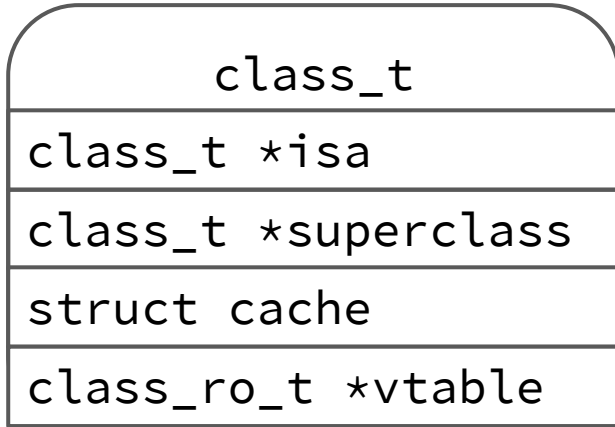 class_t
class_t *isa
class_t *superclass
struct cache
class_ro_t *vtable